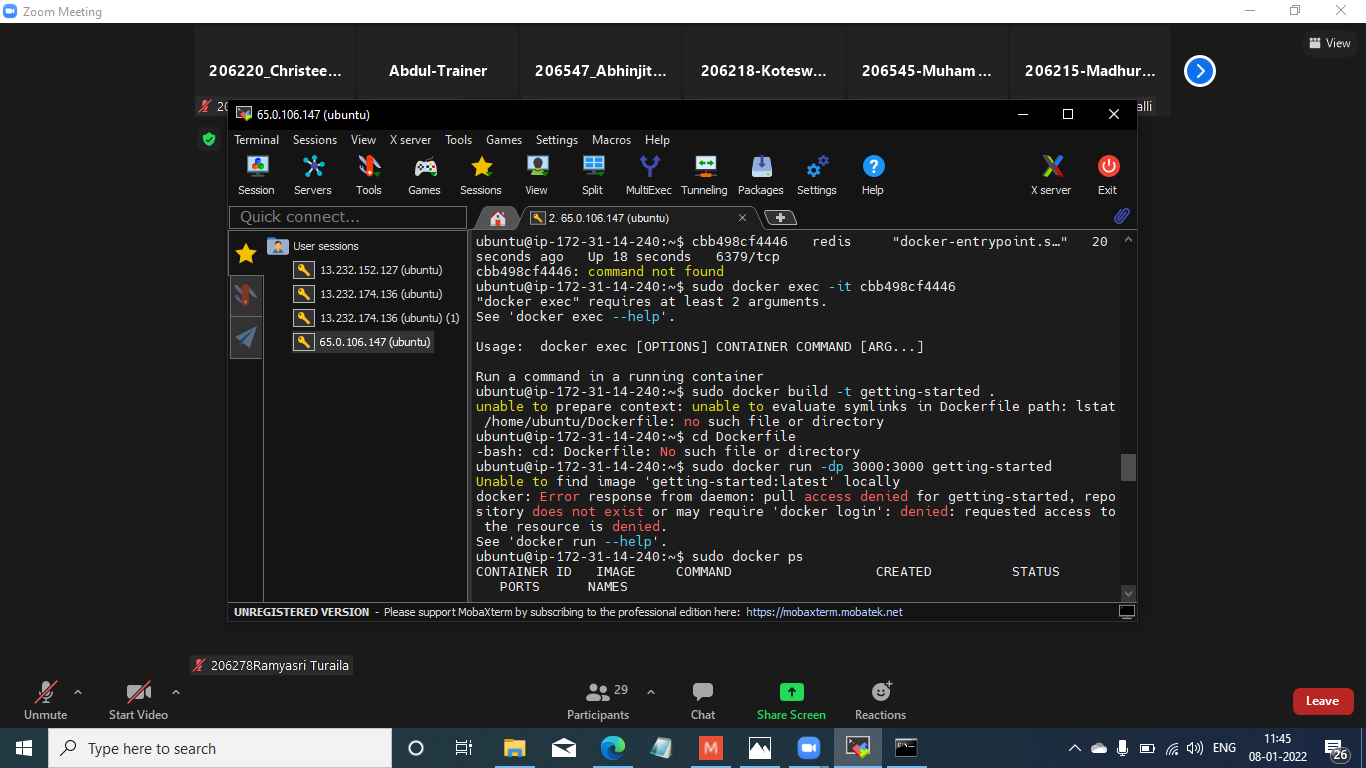 Zoom Meeting
View
206220_Christee...
Abdul-Trainer
206547_Abhinjit...
206218-Kotesw...
206545-Muham...
206215-Madhur...
20
alli
65.0.106.147 (ubuntu)
Terminal Sessions View X server Tools Games Settings Macros Help
Session Servers Tools Games Sessions View Split MultiExec Tunneling Packages Settings Help X server Exit
Quick connect...
2. 65.0.106.147 (ubuntu)
User sessions
13.232.152.127 (ubuntu)
13.232.174.136 (ubuntu)
13.232.174.136 (ubuntu) (1)
65.0.106.147 (ubuntu)
ubuntu@ip-172-31-14-240:~$ cbb498cf4446   redis     "docker-entrypoint.s…"   20
seconds ago   Up 18 seconds   6379/tcp
cbb498cf4446: command not found
ubuntu@ip-172-31-14-240:~$ sudo docker exec -it cbb498cf4446
"docker exec" requires at least 2 arguments.
See 'docker exec --help'.
Usage:  docker exec [OPTIONS] CONTAINER COMMAND [ARG...]
Run a command in a running container
ubuntu@ip-172-31-14-240:~$ sudo docker build -t getting-started .
unable to prepare context: unable to evaluate symlinks in Dockerfile path: lstat
/home/ubuntu/Dockerfile: no such file or directory
ubuntu@ip-172-31-14-240:~$ cd Dockerfile
-bash: cd: Dockerfile: No such file or directory
ubuntu@ip-172-31-14-240:~$ sudo docker run -dp 3000:3000 getting-started
Unable to find image 'getting-started:latest' locally
docker: Error response from daemon: pull access denied for getting-started, repo
sitory does not exist or may require 'docker login': denied: requested access to
the resource is denied.
See 'docker run --help'.
ubuntu@ip-172-31-14-240:~$ sudo docker ps
CONTAINER ID   IMAGE     COMMAND                  CREATED          STATUS
PORTS      NAMES
UNREGISTERED VERSION - Please support MobaXterm by subscribing to the professional edition here: https://mobaxterm.mobatek.net
206278Ramyasri Turaila
Unmute
Start Video
29
Participants
Chat
Share Screen
Reactions
Leave
Type here to search
M
ENG
11:45
08-01-2022
26